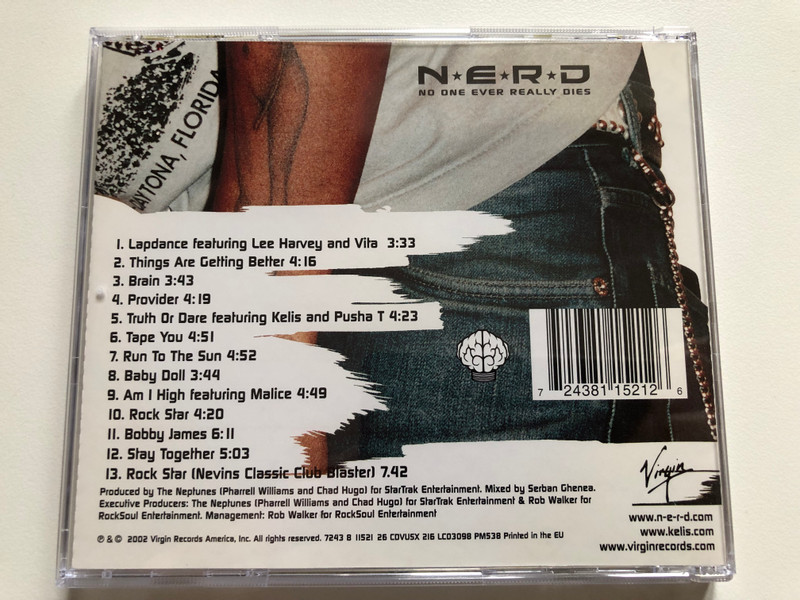 DAYTONA, FLORIDA
N★E★R★D
NO ONE EVER REALLY DIES
1. Lapdance featuring Lee Harvey and Vita 3:33
2. Things Are Getting Better 4:16
3. Brain 3:43
4. Provider 4:19
5. Truth Or Dare featuring Kelis and Pusha T 4:23
6. Tape You 4:51
7. Run To The Sun 4:52
8. Baby Doll 3:44
9. Am I High featuring Malice 4:49
10. Rock Star 4:20
11. Bobby James 6:11
12. Stay Together 5:03
13. Rock Star (Nevins Classic Club Blaster) 7.42
7 24381 15212 6
Virgin
Produced by The Neptunes (Pharrell Williams and Chad Hugo) for StarTrak Entertainment. Mixed by Serban Ghenea.
Executive Producers: The Neptunes (Pharrell Williams and Chad Hugo) for StarTrak Entertainment & Rob Walker for
RockSoul Entertainment. Management: Rob Walker for RockSoul Entertainment
www.n-e-r-d.com
www.kelis.com
www.virginrecords.com
℗ & © 2002 Virgin Records America, Inc. All rights reserved. 7243 8 11521 26 CDVUSX 216 LC03098 PM538 Printed in the EU